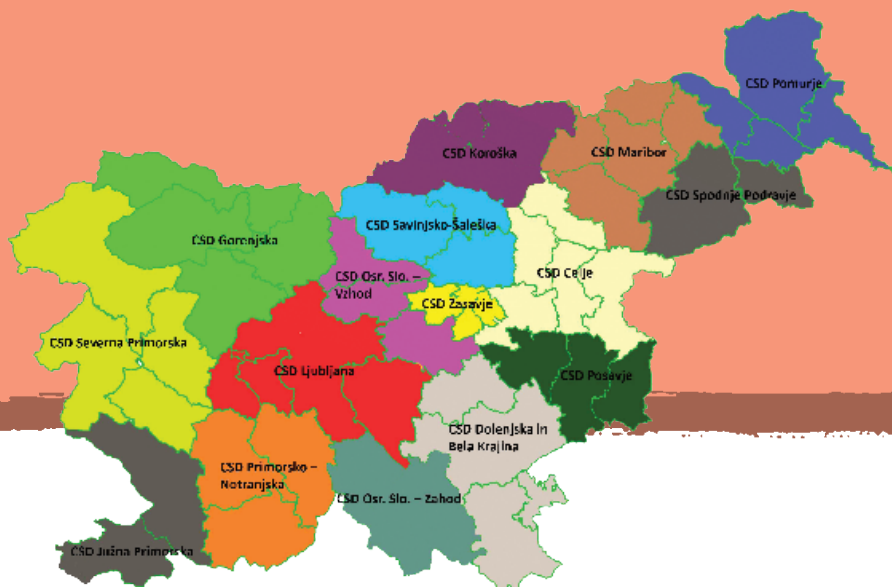 CSD Pomurje
CSD Koroška
CSD Maribor
CSD Spodnje Podravje
CSD Savinjsko-Šaleška
CSD Gorenjska
CSD Osr. Slo. –
Vzhod
CSD Celje
CSD Zasavje
CSD Severna Primorska
CSD Ljubljana
CSD Posavje
CSD Dolenjska in
Bela Krajina
CSD Primorsko –
Notranjska
CSD Osr. Slo. – Zahod
CSD Južna Primorska